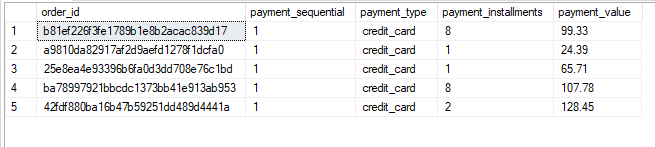 order_id payment_sequential payment_type payment_installments payment_value
1 b81ef226f3fe1789b1e8b2acac839d17 1 credit_card 8 99.33
2 a9810da82917af2d9aefd1278f1dcfa0 1 credit_card 1 24.39
3 25e8ea4e93396b6fa0d3dd708e76c1bd 1 credit_card 1 65.71
4 ba78997921bbcdc1373bb41e913ab953 1 credit_card 8 107.78
5 42fdf880ba16b47b59251dd489d4441a 1 credit_card 2 128.45